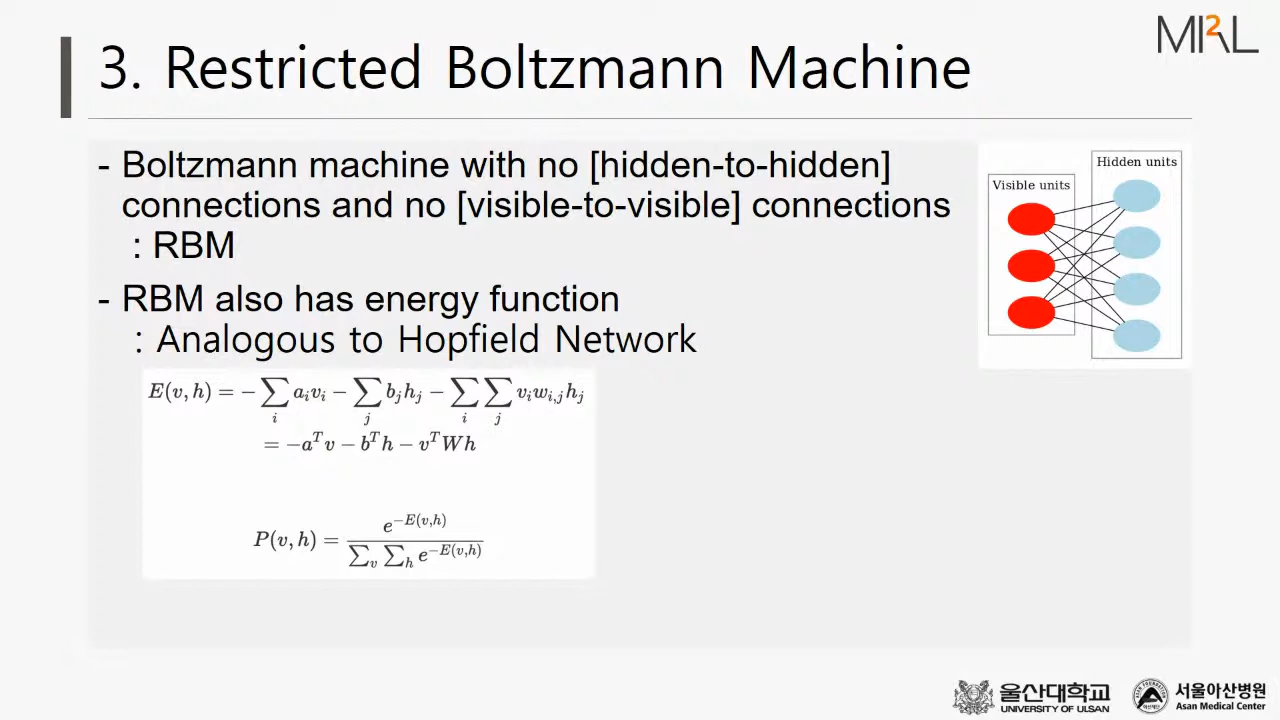 MI2RL
3. Restricted Boltzmann Machine
- Boltzmann machine with no [hidden-to-hidden]
connections and no [visible-to-visible] connections
: RBM
- RBM also has energy function
: Analogous to Hopfield Network
E(v, h) = −∑_i a_i v_i − ∑_j b_j h_j − ∑_i ∑_j v_i w_{i,j} h_j
= −a^T v − b^T h − v^T W h
P(v, h) = e^{−E(v,h)} / ∑_v ∑_h e^{−E(v,h)}
Visible units
Hidden units
울산대학교
UNIVERSITY OF ULSAN
서울아산병원
Asan Medical Center